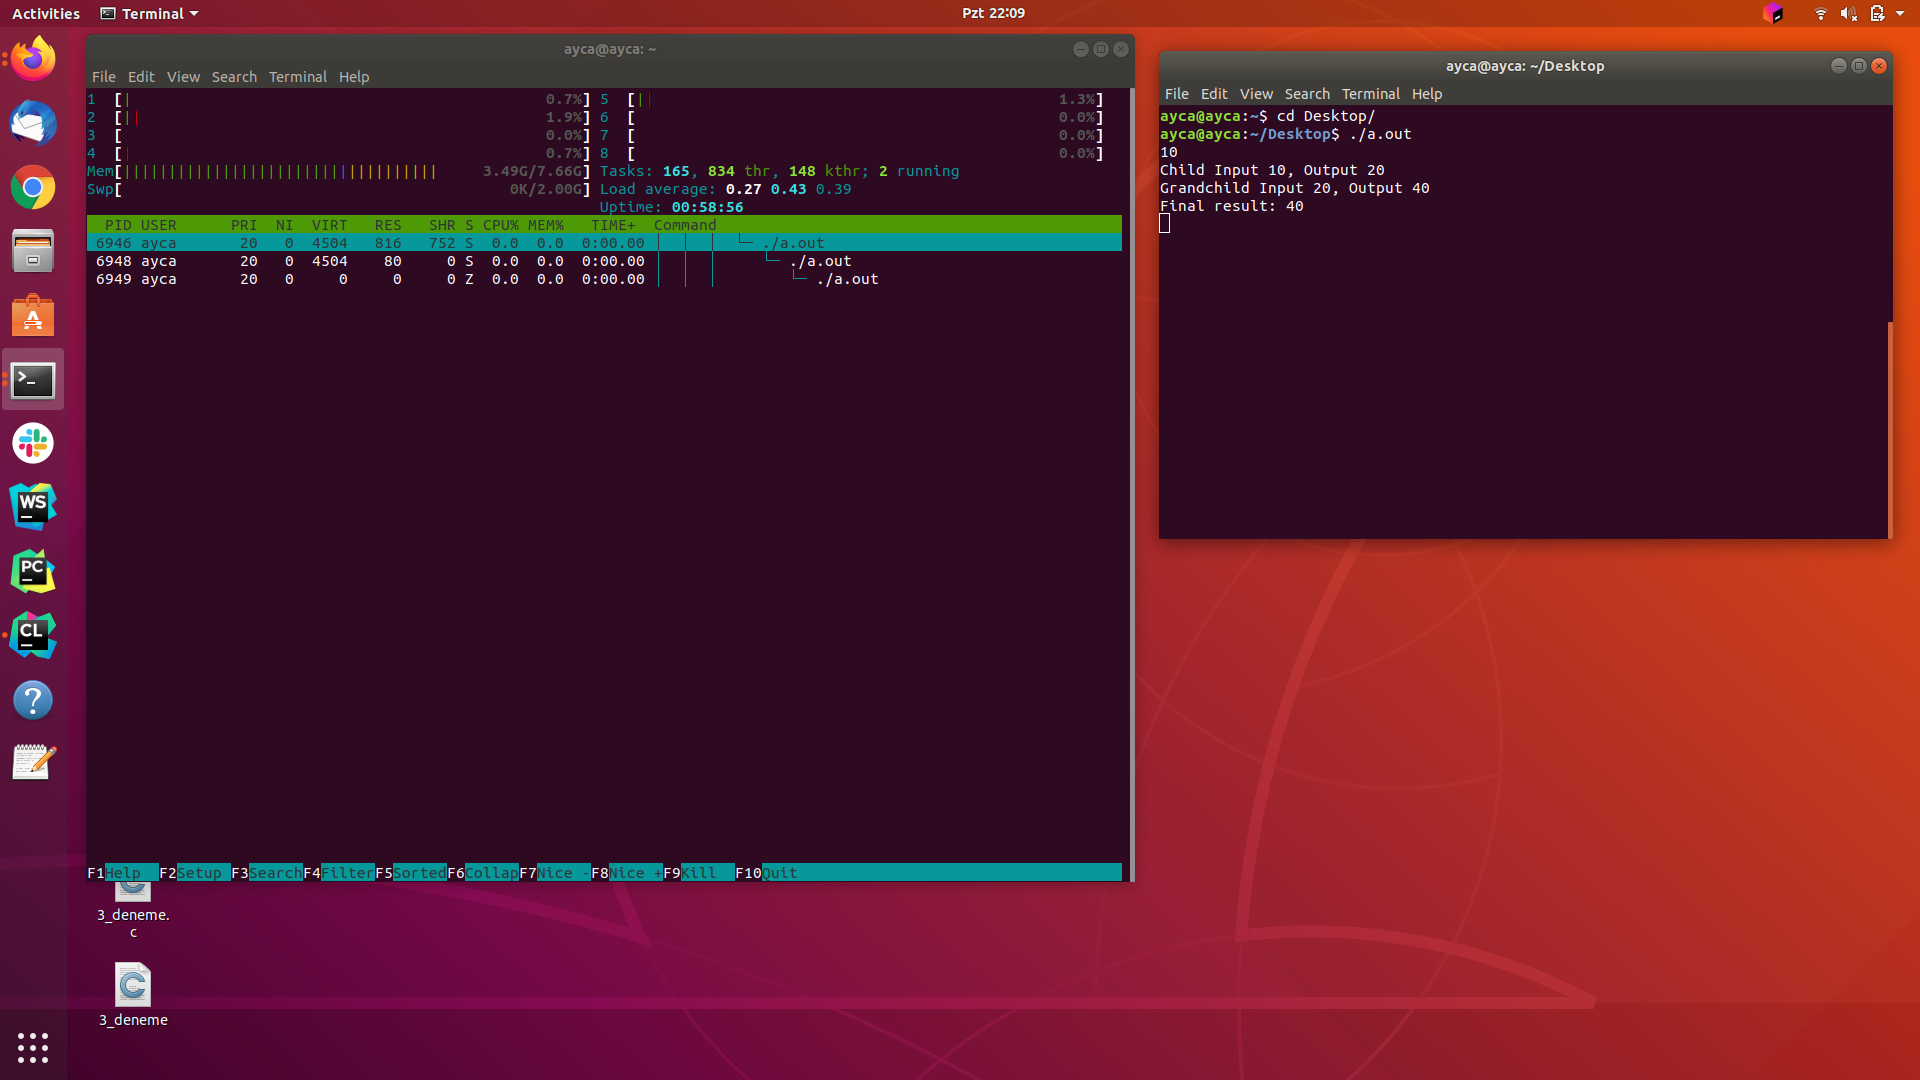 Activities Terminal Pzt 22:09
ayca@ayca: ~
File Edit View Search Terminal Help
1 [| 0.7%] 5 [|| 1.3%]
2 [|| 1.9%] 6 [ 0.0%]
3 [ 0.0%] 7 [ 0.0%]
4 [| 0.7%] 8 [ 0.0%]
Mem[||||||||||||||||||||||||||||||||||| 3.49G/7.66G] Tasks: 165, 834 thr, 148 kthr; 2 running
Swp[ 0K/2.00G] Load average: 0.27 0.43 0.39
Uptime: 00:58:56
PID USER PRI NI VIRT RES SHR S CPU% MEM% TIME+ Command
6946 ayca 20 0 4504 816 752 S 0.0 0.0 0:00.00 │ │ │ └─ ./a.out
6948 ayca 20 0 4504 80 0 S 0.0 0.0 0:00.00 │ │ │ └─ ./a.out
6949 ayca 20 0 0 0 0 Z 0.0 0.0 0:00.00 │ │ │ └─ ./a.out
F1Help F2Setup F3SearchF4FilterF5SortedF6CollapF7Nice -F8Nice +F9Kill F10Quit
ayca@ayca: ~/Desktop
File Edit View Search Terminal Help
ayca@ayca:~$ cd Desktop/
ayca@ayca:~/Desktop$ ./a.out
10
Child Input 10, Output 20
Grandchild Input 20, Output 40
Final result: 40
A
WS
PC
CL
?
3_deneme.
c
C
3_deneme